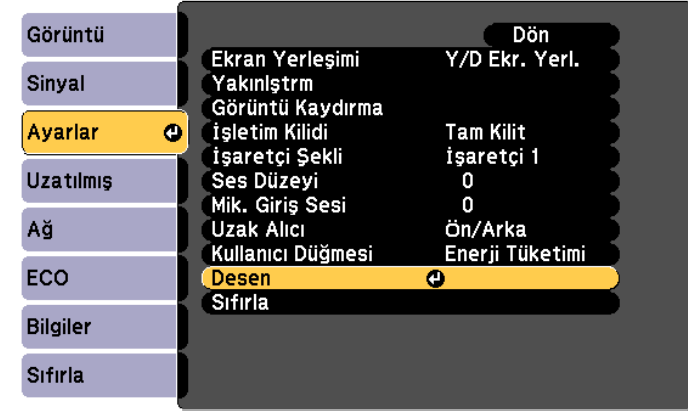 Görüntü
Sinyal
Ayarlar
Uzatılmış
Ağ
ECO
Bilgiler
Sıfırla
Dön
Ekran Yerleşimi Y/D Ekr. Yerl.
Yakınlştrm
Görüntü Kaydırma
İşletim Kilidi Tam Kilit
İşaretçi Şekli İşaretçi 1
Ses Düzeyi 0
Mik. Giriş Sesi 0
Uzak Alıcı Ön/Arka
Kullanıcı Düğmesi Enerji Tüketimi
Desen
Sıfırla